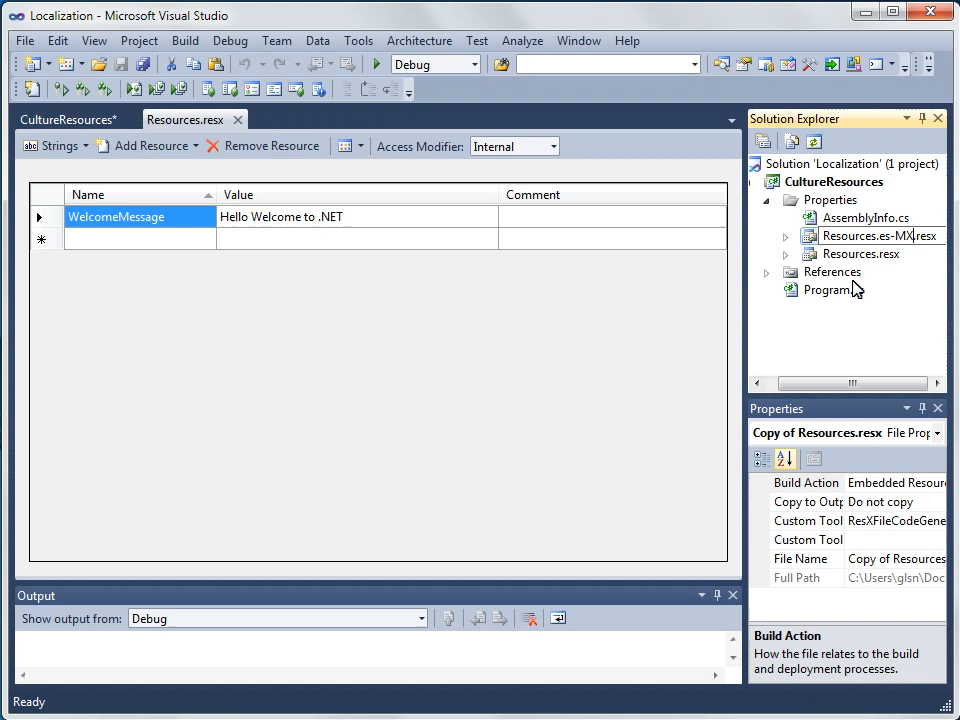 Localization - Microsoft Visual Studio
File Edit View Project Build Debug Team Data Tools Architecture Test Analyze Window Help
Debug
CultureResources* Resources.resx
Strings Add Resource Remove Resource Access Modifier: Internal
Name Value Comment
WelcomeMessage Hello Welcome to .NET
Output
Show output from: Debug
Ready
Solution Explorer
Solution 'Localization' (1 project)
CultureResources
Properties
AssemblyInfo.cs
Resources.es-MX.resx
Resources.resx
References
Program.
Properties
Copy of Resources.resx File Prop
Build Action Embedded Resour
Copy to Outp Do not copy
Custom Tool ResXFileCodeGene
Custom Tool
File Name Copy of Resources
Full Path C:\Users\glsn\Doc
Build Action
How the file relates to the build
and deployment processes.